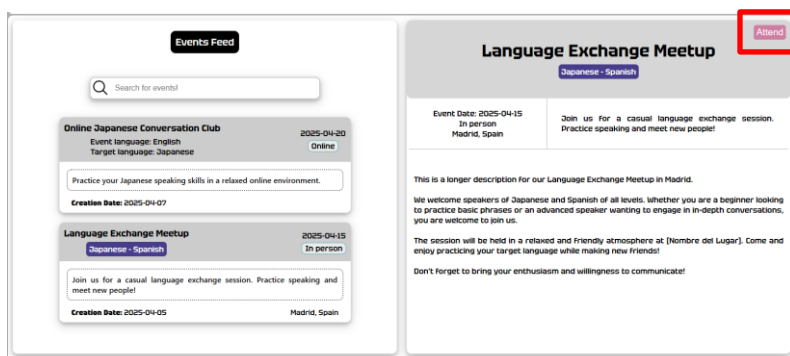 Events Feed
Search for events!
Online Japanese Conversation Club
2025-04-20
Event language: English
Online
Target language: Japanese
Practice your Japanese speaking skills in a relaxed online environment.
Creation Date: 2025-04-07
Language Exchange Meetup
2025-04-15
Japanese - Spanish
In person
Join us for a casual language exchange session. Practice speaking and
meet new people!
Creation Date: 2025-04-05
Madrid, Spain
Attend
Language Exchange Meetup
Japanese - Spanish
Event Date: 2025-04-15
In person
Madrid, Spain
Join us for a casual language exchange session.
Practice speaking and meet new people!
This is a longer description for our Language Exchange Meetup in Madrid.
We welcome speakers of Japanese and Spanish of all levels. Whether you are a beginner looking
to practice basic phrases or an advanced speaker wanting to engage in in-depth conversations,
you are welcome to join us.
The session will be held in a relaxed and friendly atmosphere at [Nombre del Lugar]. Come and
enjoy practicing your target language while making new friends!
Don't forget to bring your enthusiasm and willingness to communicate!